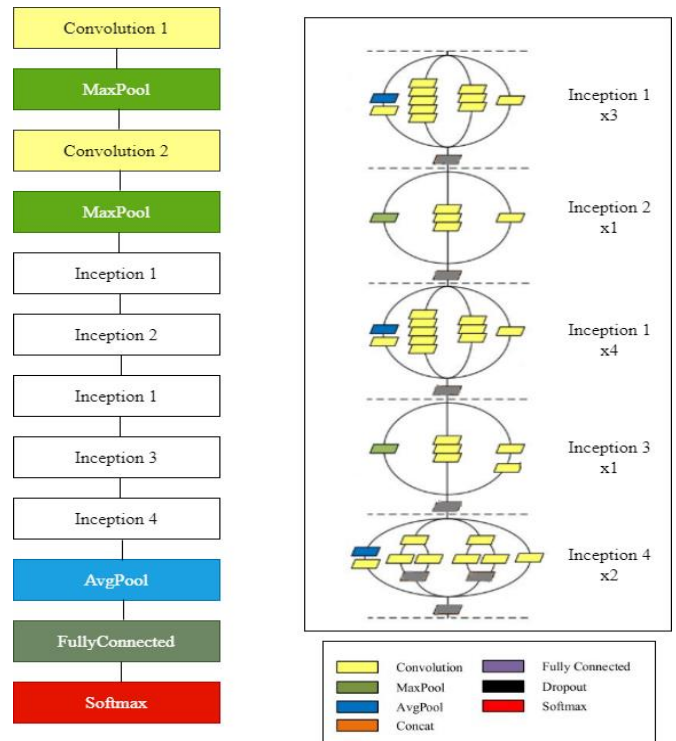 Convolution 1
MaxPool
Convolution 2
MaxPool
Inception 1
Inception 2
Inception 1
Inception 3
Inception 4
AvgPool
FullyConnected
Softmax
Inception 1
x3
Inception 2
x1
Inception 1
x4
Inception 3
x1
Inception 4
x2
Convolution
MaxPool
AvgPool
Concat
Fully Connected
Dropout
Softmax